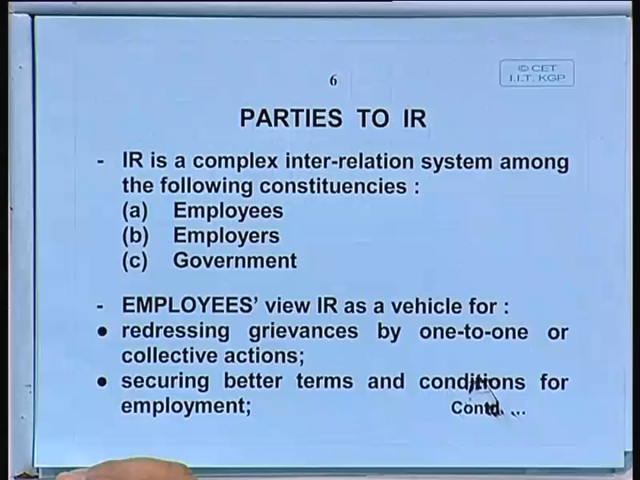 © CET
I.I.T. KGP
6
PARTIES TO IR
- IR is a complex inter-relation system among
the following constituencies :
(a) Employees
(b) Employers
(c) Government
- EMPLOYEES' view IR as a vehicle for :
• redressing grievances by one-to-one or
collective actions;
• securing better terms and conditions for
employment;
Contd. ...